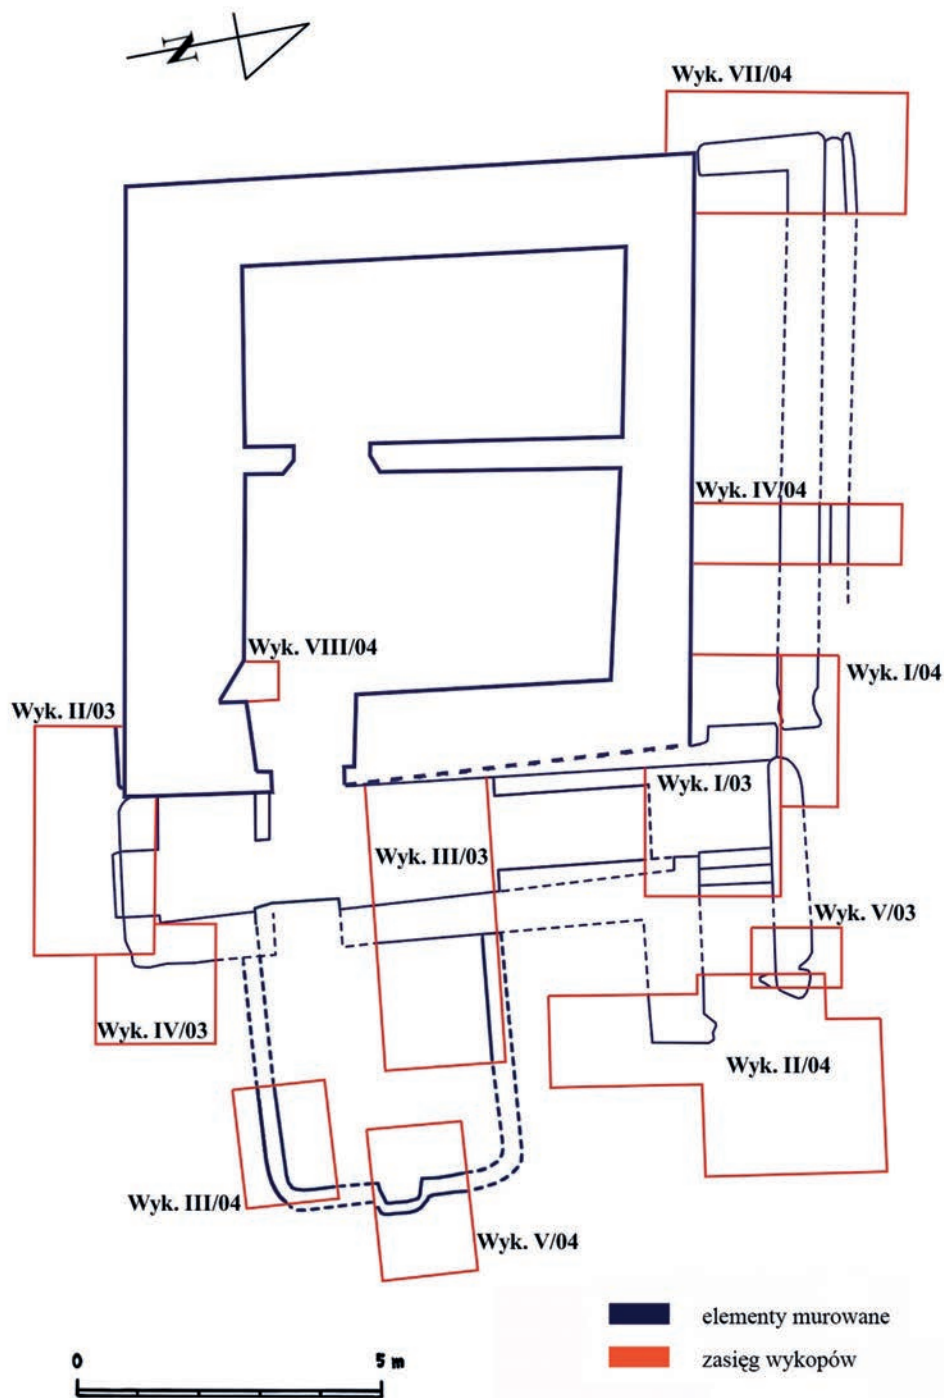 N
Wyk. VII/04
Wyk. IV/04
Wyk. VIII/04
Wyk. I/04
Wyk. II/03
Wyk. I/03
Wyk. III/03
Wyk. V/03
Wyk. IV/03
Wyk. II/04
Wyk. III/04
Wyk. V/04
elementy murowane
zasięg wykopów
0 5 m